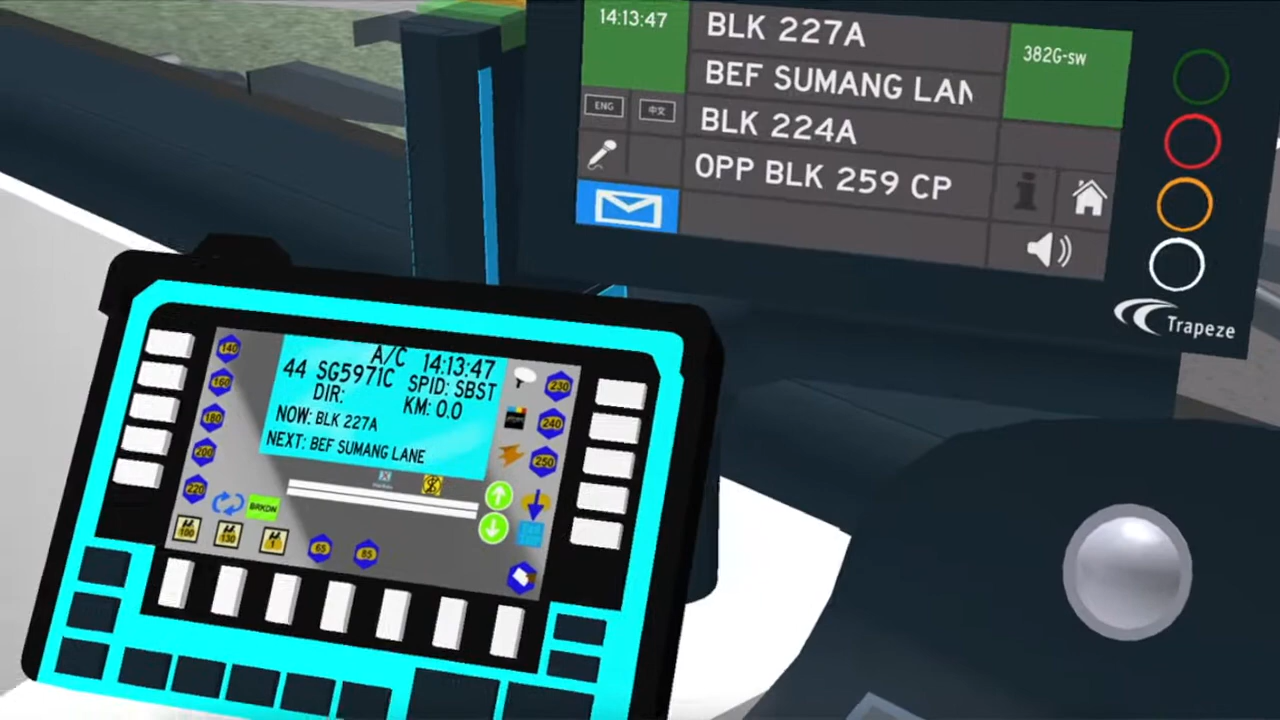 14:13:47
BLK 227A
382G-SW
BEF SUMANG LAN
ENG
中文
BLK 224A
OPP BLK 259 CP
Trapeze
A/C 14:13:47
44 SG5971C SPID: SBST
DIR: KM: 0.0
NOW: BLK 227A
NEXT: BEF SUMANG LANE
140
160
180
200
220
230
240
250
BRKDN
100
130
1
65
85